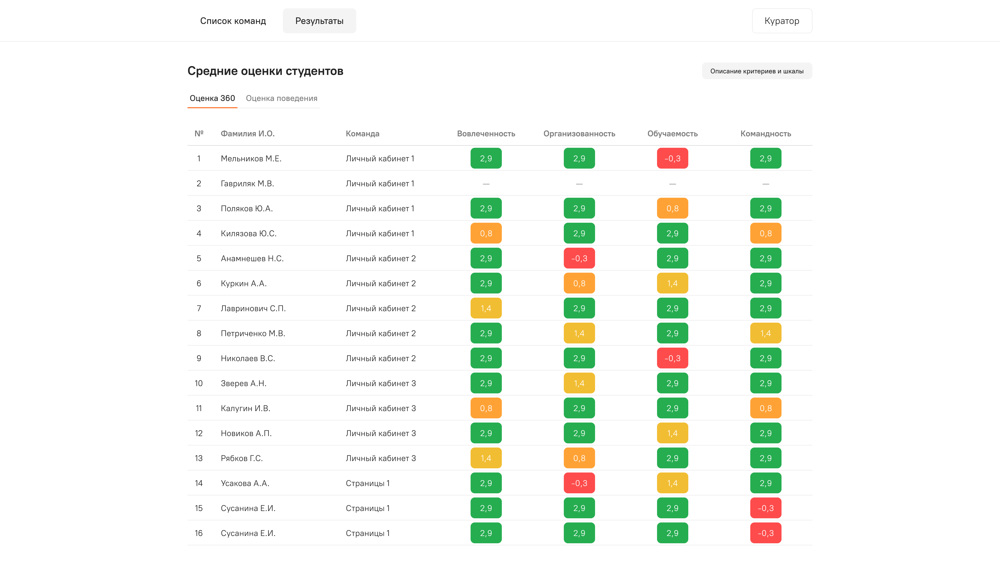 Список команд Результаты Куратор
Средние оценки студентов Описание критериев и шкалы
Оценка 360 Оценка поведения
№ Фамилия И.О. Команда Вовлеченность Организованность Обучаемость Командность
1 Мельников М.Е. Личный кабинет 1 2,9 2,9 -0,3 2,9
2 Гавриляк М.В. Личный кабинет 1 — — — —
3 Поляков Ю.А. Личный кабинет 1 2,9 2,9 0,8 2,9
4 Килязова Ю.С. Личный кабинет 1 0,8 2,9 2,9 0,8
5 Анамнешев Н.С. Личный кабинет 2 2,9 -0,3 2,9 2,9
6 Куркин А.А. Личный кабинет 2 2,9 0,8 1,4 2,9
7 Лавринович С.П. Личный кабинет 2 1,4 2,9 2,9 2,9
8 Петриченко М.В. Личный кабинет 2 2,9 1,4 2,9 1,4
9 Николаев В.С. Личный кабинет 2 2,9 2,9 -0,3 2,9
10 Зверев А.Н. Личный кабинет 3 2,9 1,4 2,9 2,9
11 Калугин И.В. Личный кабинет 3 0,8 2,9 2,9 0,8
12 Новиков А.П. Личный кабинет 3 2,9 2,9 1,4 2,9
13 Рябков Г.С. Личный кабинет 3 1,4 0,8 2,9 2,9
14 Усакова А.А. Страницы 1 2,9 -0,3 1,4 2,9
15 Сусанина Е.И. Страницы 1 2,9 2,9 2,9 -0,3
16 Сусанина Е.И. Страницы 1 2,9 2,9 2,9 -0,3